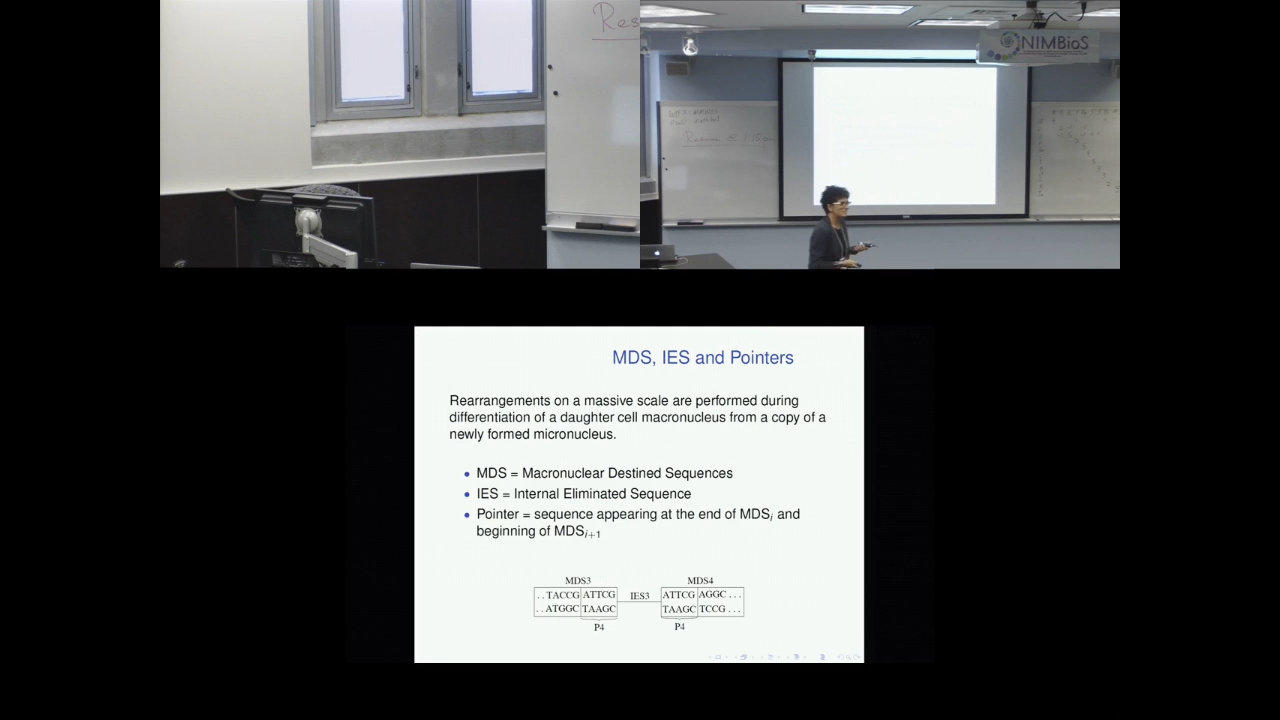 Res
NIMBioS
MDS, IES and Pointers
Rearrangements on a massive scale are performed during
differentiation of a daughter cell macronucleus from a copy of a
newly formed micronucleus.
• MDS = Macronuclear Destined Sequences
• IES = Internal Eliminated Sequence
• Pointer = sequence appearing at the end of MDSi and
beginning of MDSi+1
MDS3 MDS4
. . TACCG ATTCG IES3 ATTCG AGGC . . .
. . ATGGC TAAGC TAAGC TCCG . . .
P4 P4